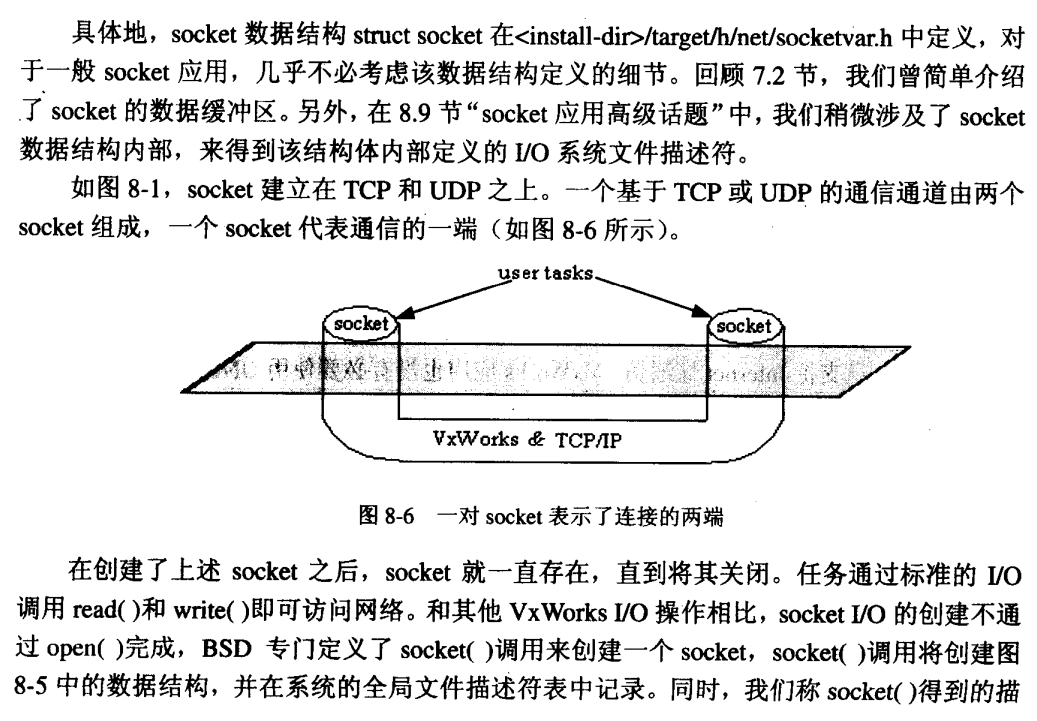 具体地，socket 数据结构 struct socket 在<install-dir>/target/h/net/socketvar.h 中定义，对
于一般 socket 应用，几乎不必考虑该数据结构定义的细节。回顾 7.2 节，我们曾简单介绍
了 socket 的数据缓冲区。另外，在 8.9 节“socket 应用高级话题”中，我们稍微涉及了 socket
数据结构内部，来得到该结构体内部定义的 I/O 系统文件描述符。
如图 8-1，socket 建立在 TCP 和 UDP 之上。一个基于 TCP 或 UDP 的通信通道由两个
socket 组成，一个 socket 代表通信的一端（如图 8-6 所示）。
user tasks
socket
socket
VxWorks & TCP/IP
图 8-6 一对 socket 表示了连接的两端
在创建了上述 socket 之后，socket 就一直存在，直到将其关闭。任务通过标准的 I/O
调用 read( )和 write( )即可访问网络。和其他 VxWorks I/O 操作相比，socket I/O 的创建不通
过 open( )完成，BSD 专门定义了 socket( )调用来创建一个 socket，socket( )调用将创建图
8-5 中的数据结构，并在系统的全局文件描述符表中记录。同时，我们称 socket( )得到的描